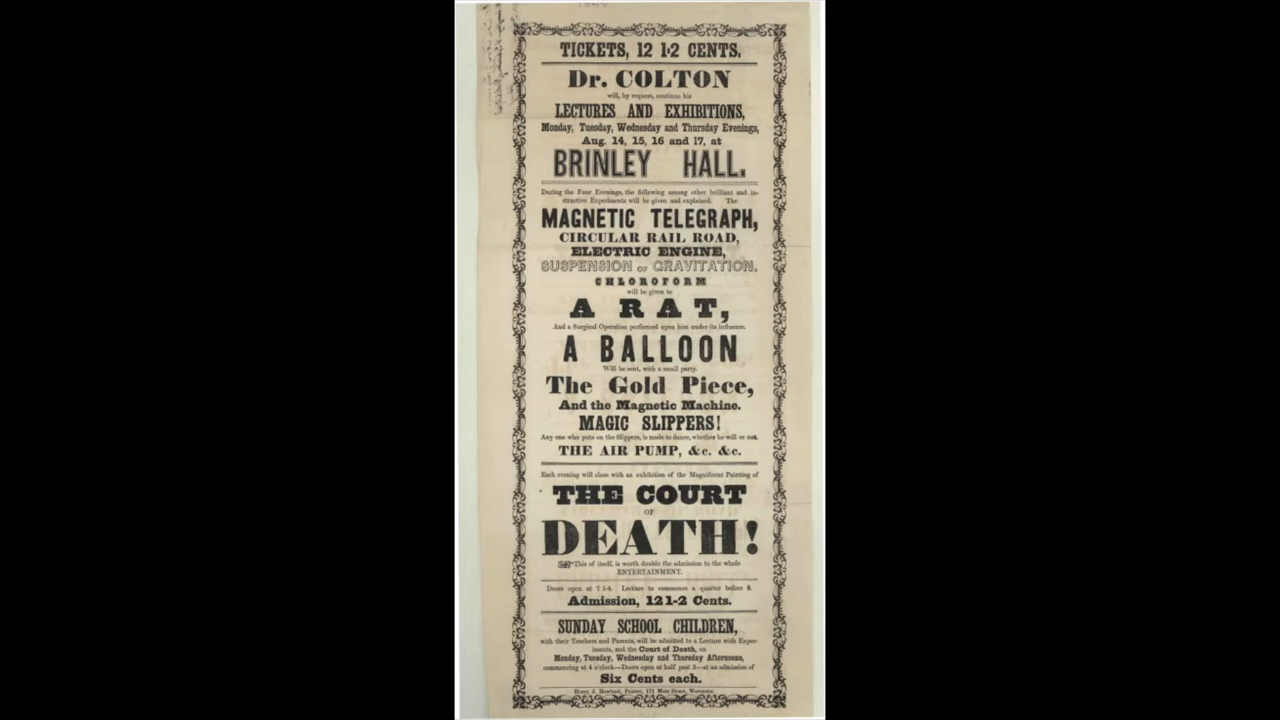 TICKETS, 12 1-2 CENTS.
Dr. COLTON
will, by request, continue his
LECTURES AND EXHIBITIONS,
Monday, Tuesday, Wednesday and Thursday Evenings,
Aug. 14, 15, 16 and 17, at
BRINLEY HALL.
During the Four Evenings, the following among other brilliant and in-
structive Experiments will be given and explained. The
MAGNETIC TELEGRAPH,
CIRCULAR RAIL ROAD,
ELECTRIC ENGINE,
SUSPENSION OF GRAVITATION.
CHLOROFORM
will be given to
A RAT,
And a Surgical Operation performed upon him under its influence.
A BALLOON
Will be sent, with a small party.
The Gold Piece,
And the Magnetic Machine.
MAGIC SLIPPERS!
Any one who puts on the Slippers, is made to dance, whether he will or not.
THE AIR PUMP, &c. &c.
Each evening will close with an exhibition of the Magnificent Painting of
THE COURT
OF
DEATH!
This of itself, is worth double the admission to the whole
ENTERTAINMENT.
Doors open at 7 1-4. Lecture to commence a quarter before 8.
Admission, 12 1-2 Cents.
SUNDAY SCHOOL CHILDREN,
with their Teachers and Parents, will be admitted to a Lecture with Exper-
iments, and the Court of Death, on
Monday, Tuesday, Wednesday and Thursday Afternoons,
commencing at 4 o'clock—Doors open at half past 3—at an admission of
Six Cents each.
Henry J. Howland, Printer, 171 Main Street, Worcester.